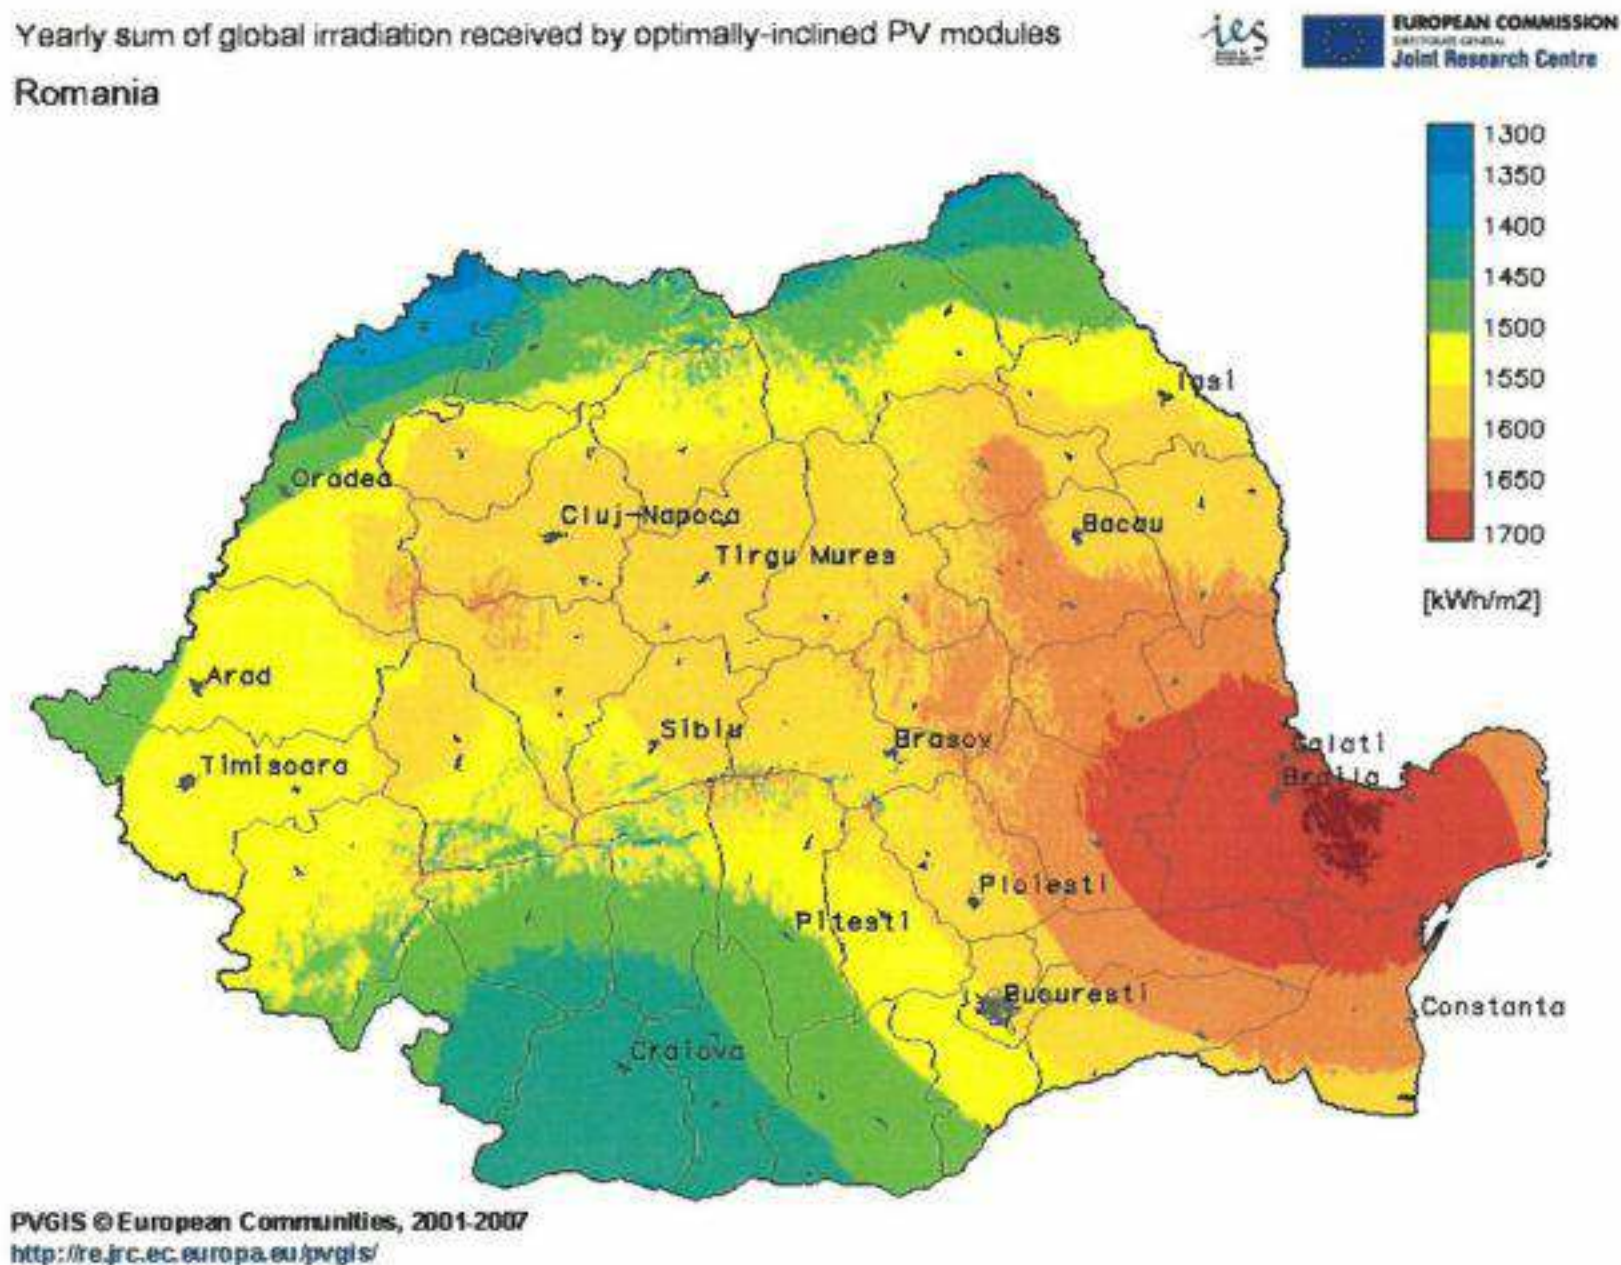 Yearly sum of global irradiation received by optimally-inclined PV modules
Romania
ies
EUROPEAN COMMISSION
DIRECTORATE GENERAL
Joint Research Centre
1300
1350
1400
1450
1500
1550
1600
1650
1700
[kWh/m2]
Iasi
Oradea
Cluj-Napoca
Bacau
Tirgu Mures
Arad
Sibiu
Brasov
Galati
Timisoara
Braila
Ploiesti
Pitesti
Bucuresti
Constanta
Craiova
PVGIS © European Communities, 2001-2007
http://re.jrc.ec.europa.eu/pvgis/